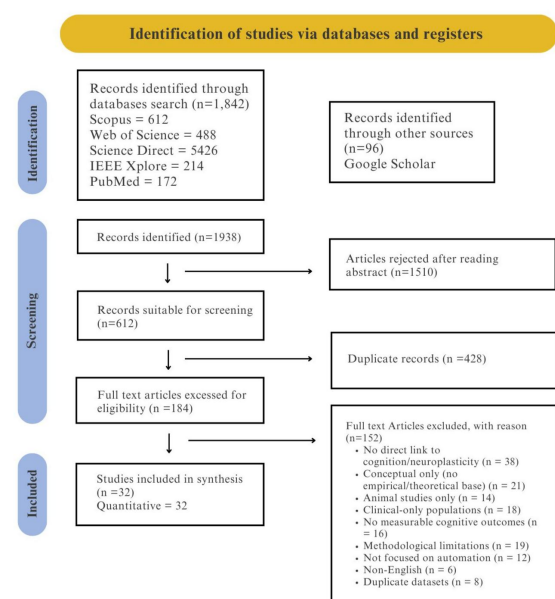 Identification of studies via databases and registers
Identification
Records identified through
databases search (n=1,842)
Scopus = 612
Web of Science = 488
Science Direct = 5426
IEEE Xplore = 214
PubMed = 172
Records identified
through other sources
(n=96)
Google Scholar
Screening
Records identified (n=1938)
Articles rejected after reading
abstract (n=1510)
Records suitable for screening
(n=612)
Duplicate records (n=428)
Full text articles excessed for
eligibility (n =184)
Full text Articles excluded, with reason
(n=152)
• No direct link to
cognition/neuroplasticity (n = 38)
• Conceptual only (no
empirical/theoretical base) (n = 21)
• Animal studies only (n = 14)
• Clinical-only populations (n = 18)
• No measurable cognitive outcomes (n
= 16)
• Methodological limitations (n = 19)
• Not focused on automation (n = 12)
• Non-English (n = 6)
• Duplicate datasets (n = 8)
Included
Studies included in synthesis
(n =32)
Quantitative = 32